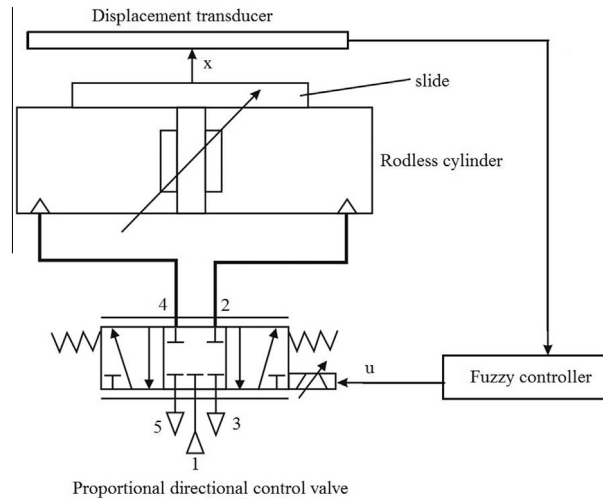 Displacement transducer
x
slide
Rodless cylinder
4 2
u
Fuzzy controller
5 3
1
Proportional directional control valve